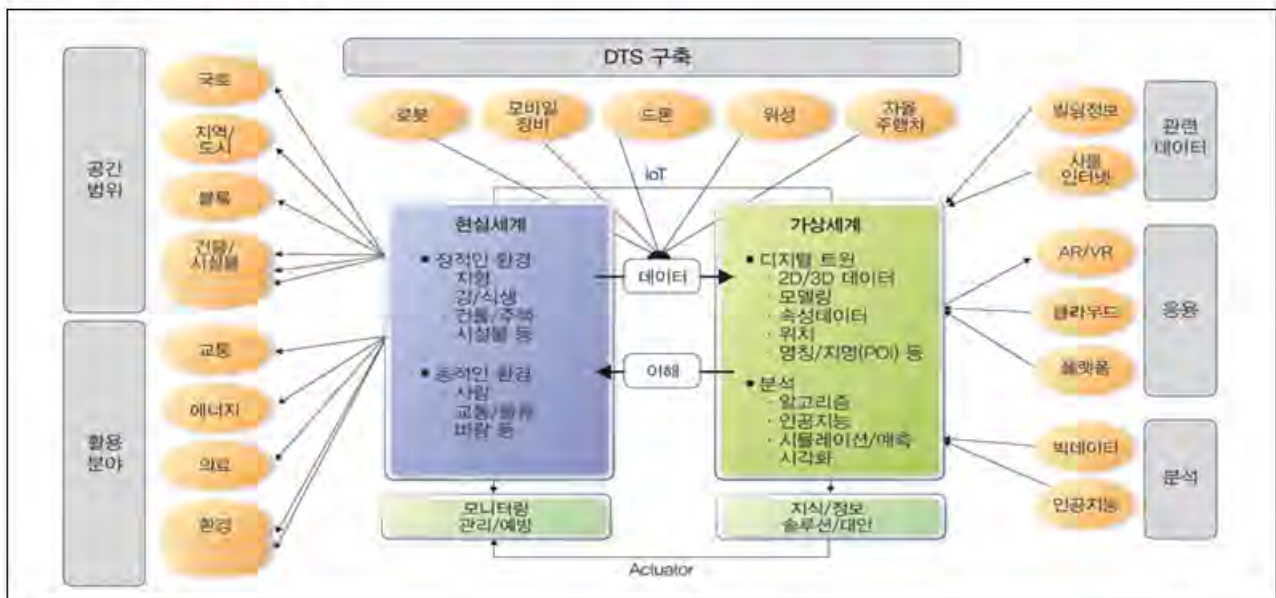 DTS 구축
공간
범위
국토
지역/
도시
블록
건물/
시설물
활용
분야
교통
에너지
의료
환경
로봇
모바일
장비
드론
위성
자율
주행차
IoT
현실세계
▪ 정적인 환경
· 지형
· 강/식생
· 건물/주택
· 시설물 등
▪ 동적인 환경
· 사람
· 교통/물류
· 바람 등
데이터
이해
가상세계
▪ 디지털 트윈
· 2D/3D 데이터
· 모델링
· 속성데이터
· 위치
· 명칭/지명(POI) 등
▪ 분석
· 알고리즘
· 인공지능
· 시뮬레이션/예측
· 시각화
모니터링
관리/예방
지식/정보
솔루션/대안
Actuator
빌딩정보
사물
인터넷
관련
데이터
AR/VR
클라우드
플랫폼
응용
빅데이터
인공지능
분석